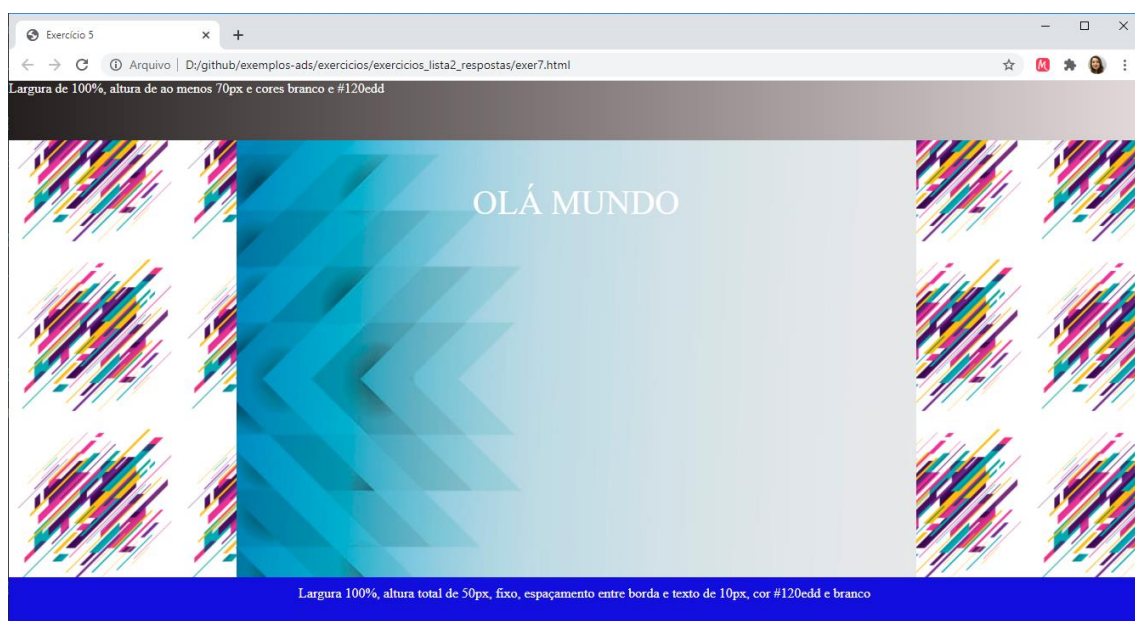 Exercício 5
Arquivo | D:/github/exemplos-ads/exercicios/exercicios_lista2_respostas/exer7.html
M
Largura de 100%, altura de ao menos 70px e cores branco e #120edd
OLÁ MUNDO
Largura 100%, altura total de 50px, fixo, espaçamento entre borda e texto de 10px, cor #120edd e branco